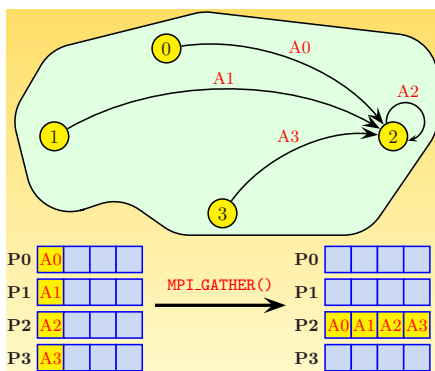 0 A0
A1 A2
1 A3 2
3
P0 A0 P0
P1 A1 MPI_GATHER() P1
P2 A2 P2 A0 A1 A2 A3
P3 A3 P3